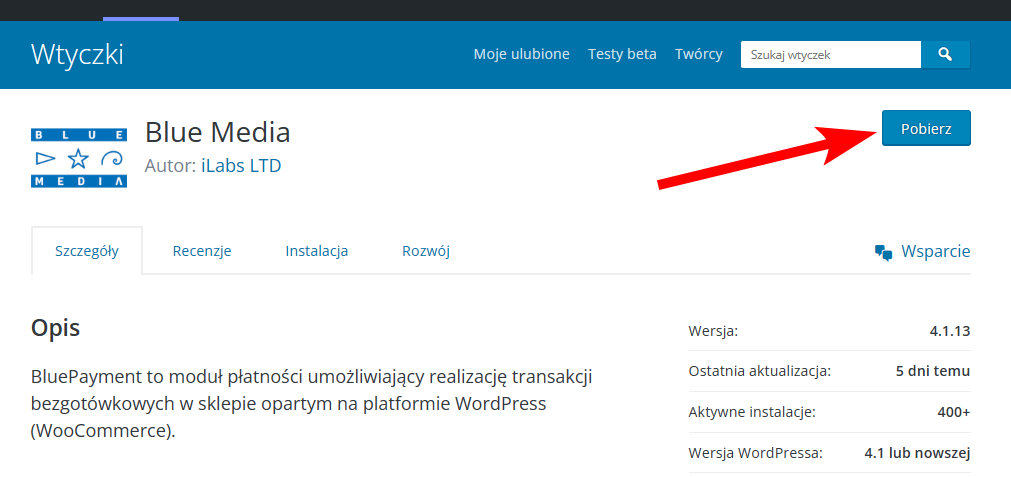 Wtyczki
Moje ulubione Testy beta Twórcy Szukaj wtyczek
BLUE
MEDIA
Blue Media
Autor: iLabs LTD
Pobierz
Szczegóły Recenzje Instalacja Rozwój Wsparcie
Opis
BluePayment to moduł płatności umożliwiający realizację transakcji
bezgotówkowych w sklepie opartym na platformie WordPress
(WooCommerce).
Wersja: 4.1.13
Ostatnia aktualizacja: 5 dni temu
Aktywne instalacje: 400+
Wersja WordPressa: 4.1 lub nowszej